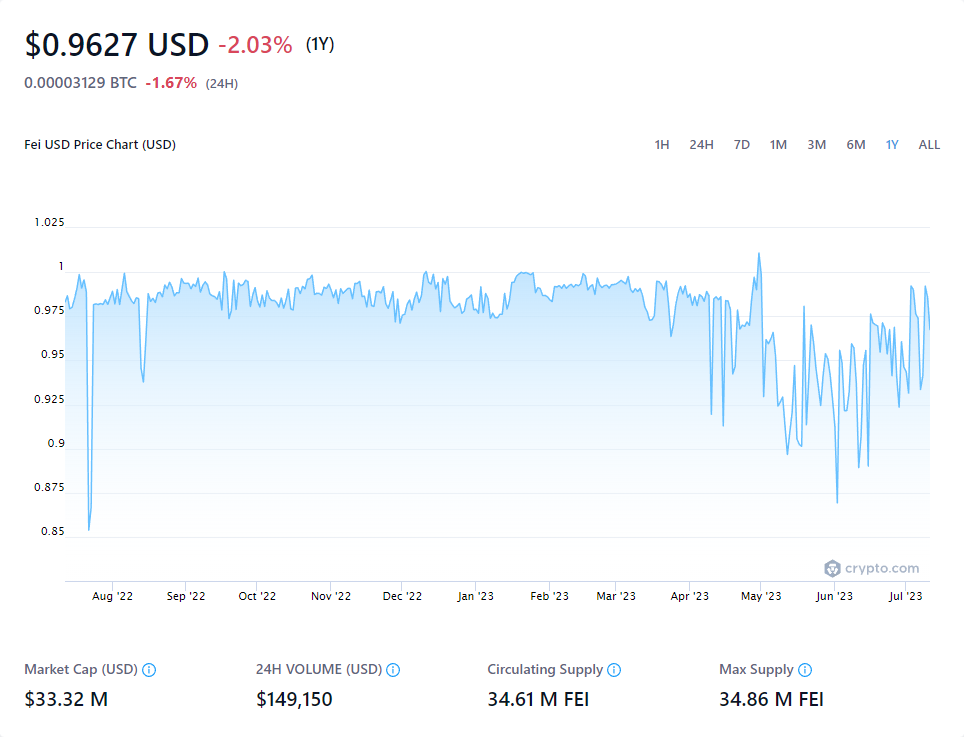 $0.9627 USD -2.03% (1Y)
0.00003129 BTC -1.67% (24H)
Fei USD Price Chart (USD) 1H 24H 7D 1M 3M 6M 1Y ALL
1.025
1
0.975
0.95
0.925
0.9
0.875
0.85
crypto.com
Aug '22 Sep '22 Oct '22 Nov '22 Dec '22 Jan '23 Feb '23 Mar '23 Apr '23 May '23 Jun '23 Jul '23
Market Cap (USD) 24H VOLUME (USD) Circulating Supply Max Supply
$33.32 M $149,150 34.61 M FEI 34.86 M FEI